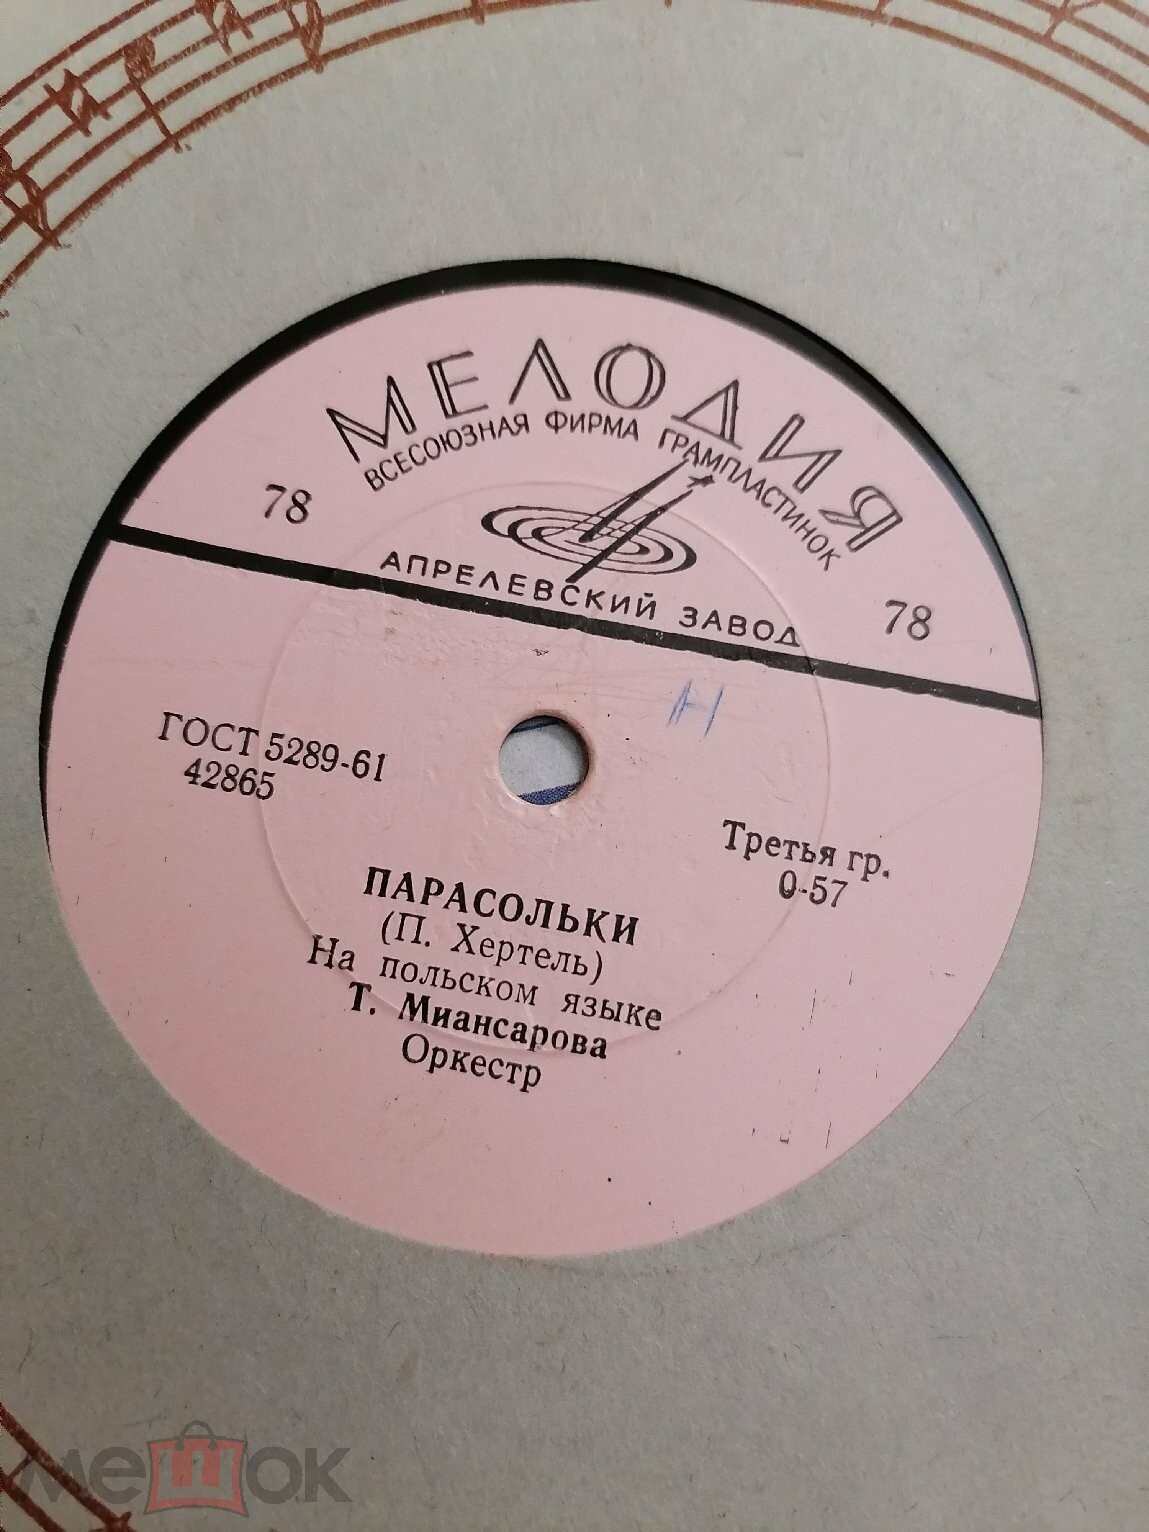 МЕЛОДИЯ
ВСЕСОЮЗНАЯ ФИРМА ГРАМПЛАСТИНОК
78
78
АПРЕЛЕВСКИЙ ЗАВОД
Н
ГОСТ 5289-61
42865
Третья гр.
0-57
ПАРАСОЛЬКИ
(П. Хертель)
На польском языке
Т. Миансарова
Оркестр
мешок